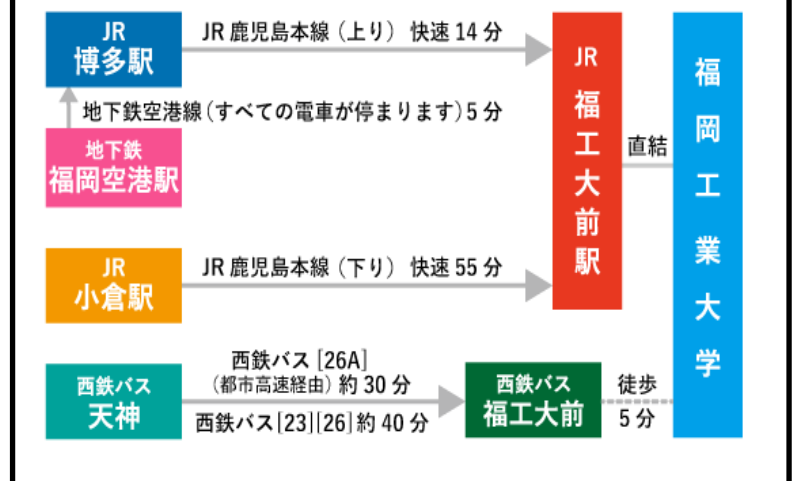 JR
博多駅
JR 鹿児島本線（上り） 快速 14 分
地下鉄空港線（すべての電車が停まります）5 分
地下鉄
福岡空港駅
JR
小倉駅
JR 鹿児島本線（下り） 快速 55 分
JR 福工大前駅
直結
福岡工業大学
西鉄バス
天神
西鉄バス [26A]
（都市高速経由）約 30 分
西鉄バス[23][26]約 40 分
西鉄バス
福工大前
徒歩
5 分